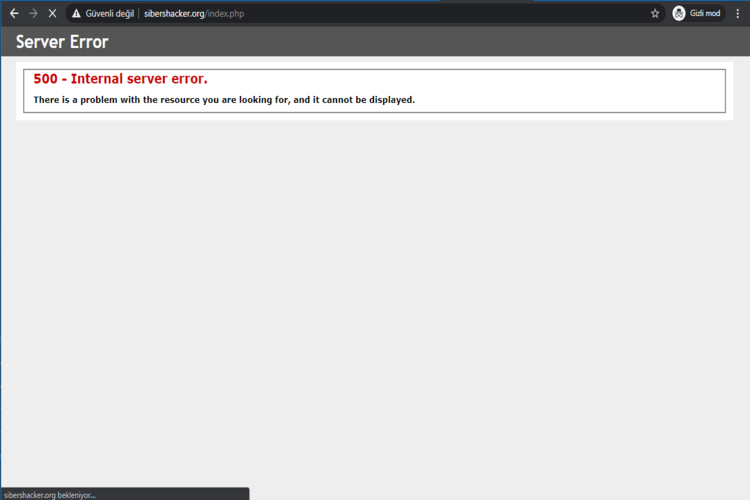 Güvenli değil sibershacker.org/index.php Gizli mod
Server Error
500 - Internal server error.
There is a problem with the resource you are looking for, and it cannot be displayed.
sibershacker.org bekleniyor...